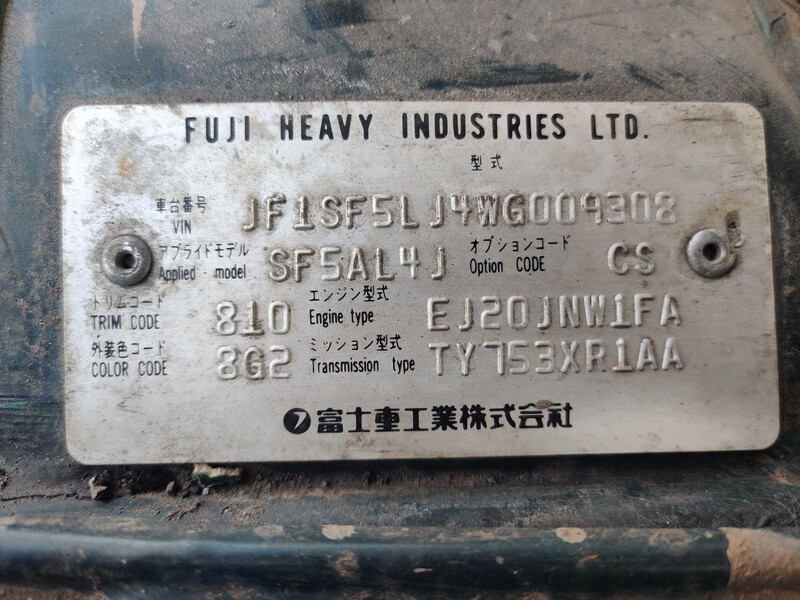 FUJI HEAVY INDUSTRIES LTD.
型式
車台番号
VIN JF1SF5LJ4WG009308
アプライドモデル オプションコード
Applied model SF5AL4J Option CODE CS
トリムコード エンジン型式
TRIM CODE 810 Engine type EJ20JNW1FA
外装色コード ミッション型式
COLOR CODE 8G2 Transmission type TY753XR1AA
フ 富士重工業株式会社